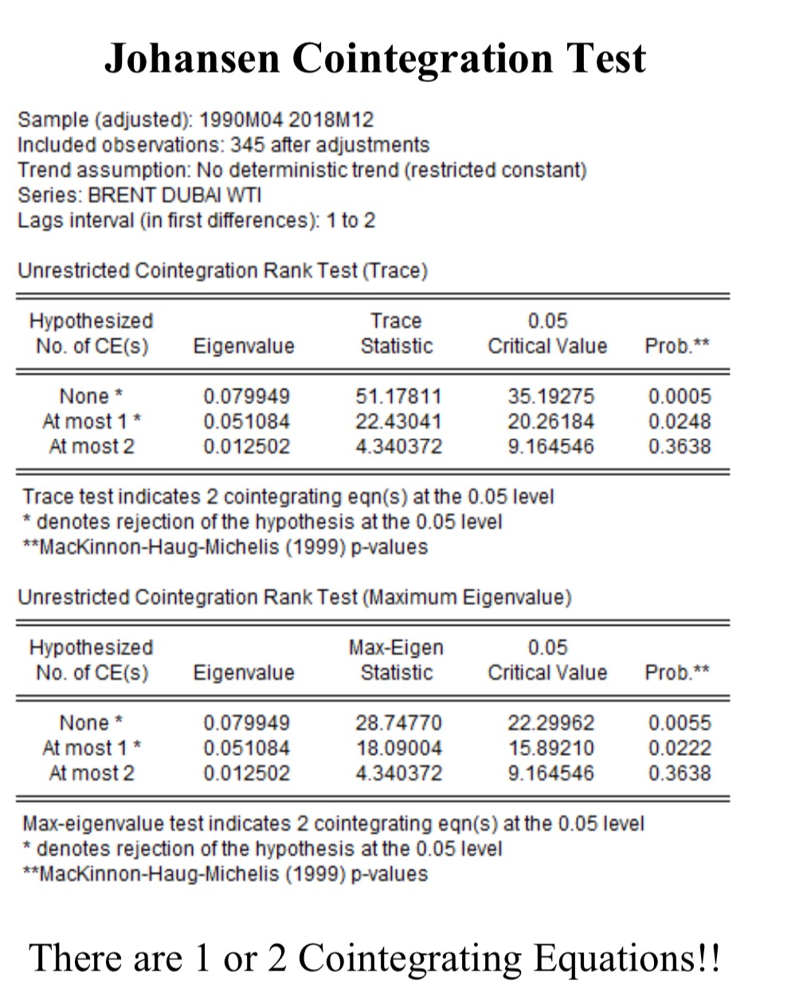 Johansen Cointegration Test
Sample (adjusted): 1990M04 2018M12
Included observations: 345 after adjustments
Trend assumption: No deterministic trend (restricted constant)
Series: BRENT DUBAI WTI
Lags interval (in first differences): 1 to 2
Unrestricted Cointegration Rank Test (Trace)
Hypothesized Trace 0.05
No. of CE(s) Eigenvalue Statistic Critical Value Prob.**
None * 0.079949 51.17811 35.19275 0.0005
At most 1 * 0.051084 22.43041 20.26184 0.0248
At most 2 0.012502 4.340372 9.164546 0.3638
Trace test indicates 2 cointegrating eqn(s) at the 0.05 level
* denotes rejection of the hypothesis at the 0.05 level
**MacKinnon-Haug-Michelis (1999) p-values
Unrestricted Cointegration Rank Test (Maximum Eigenvalue)
Hypothesized Max-Eigen 0.05
No. of CE(s) Eigenvalue Statistic Critical Value Prob.**
None * 0.079949 28.74770 22.29962 0.0055
At most 1 * 0.051084 18.09004 15.89210 0.0222
At most 2 0.012502 4.340372 9.164546 0.3638
Max-eigenvalue test indicates 2 cointegrating eqn(s) at the 0.05 level
* denotes rejection of the hypothesis at the 0.05 level
**MacKinnon-Haug-Michelis (1999) p-values
There are 1 or 2 Cointegrating Equations!!